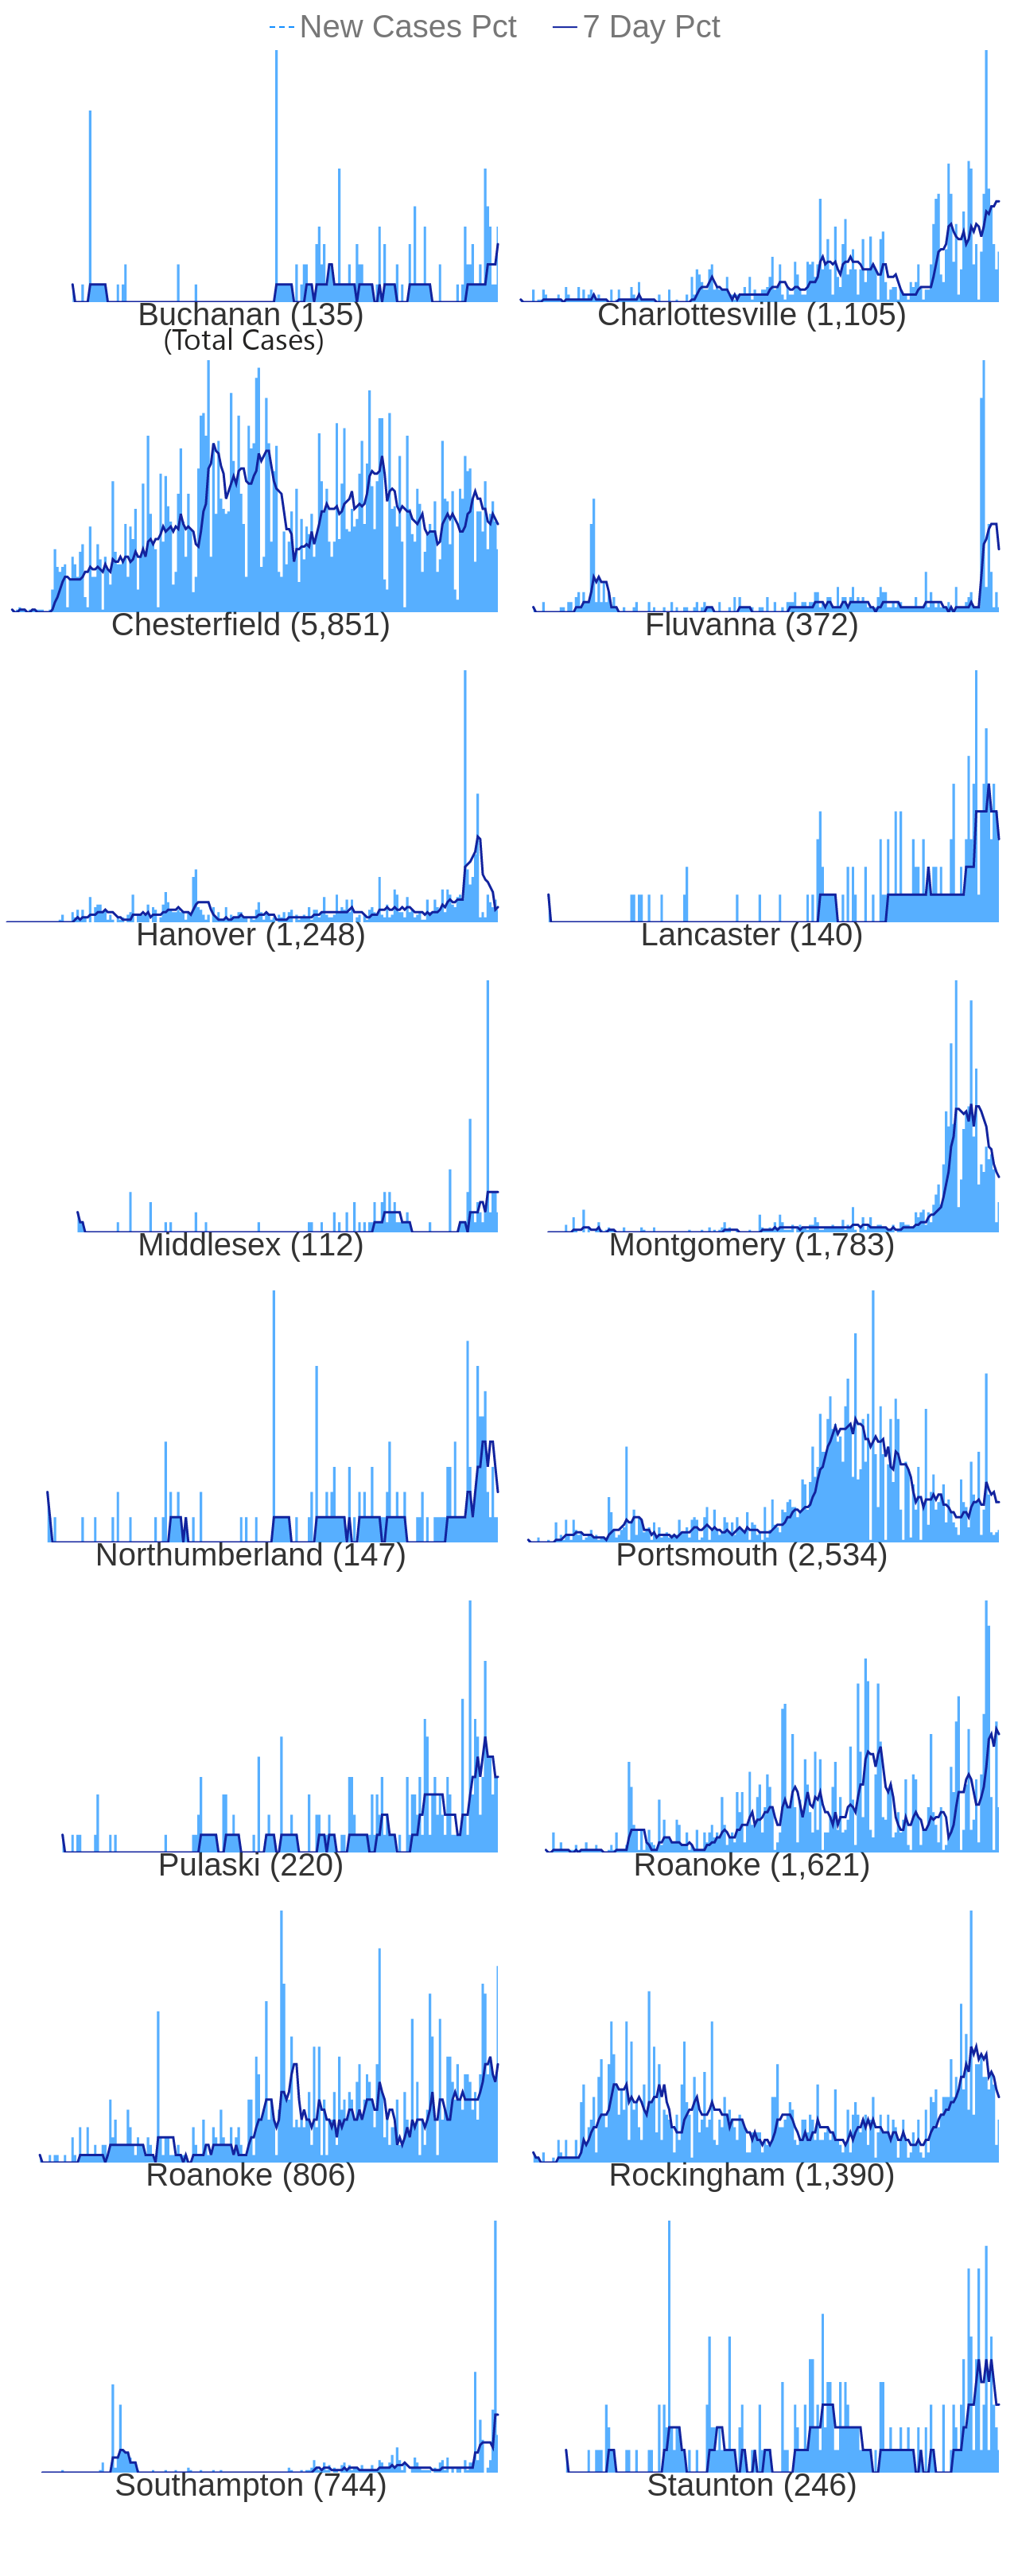 New Cases Pct 7 Day Pct
Buchanan (135) Charlottesville (1,105)
(Total Cases)
Chesterfield (5,851) Fluvanna (372)
Hanover (1,248) Lancaster (140)
Middlesex (112) Montgomery (1,783)
Northumberland (147) Portsmouth (2,534)
Pulaski (220) Roanoke (1,621)
Roanoke (806) Rockingham (1,390)
Southampton (744) Staunton (246)